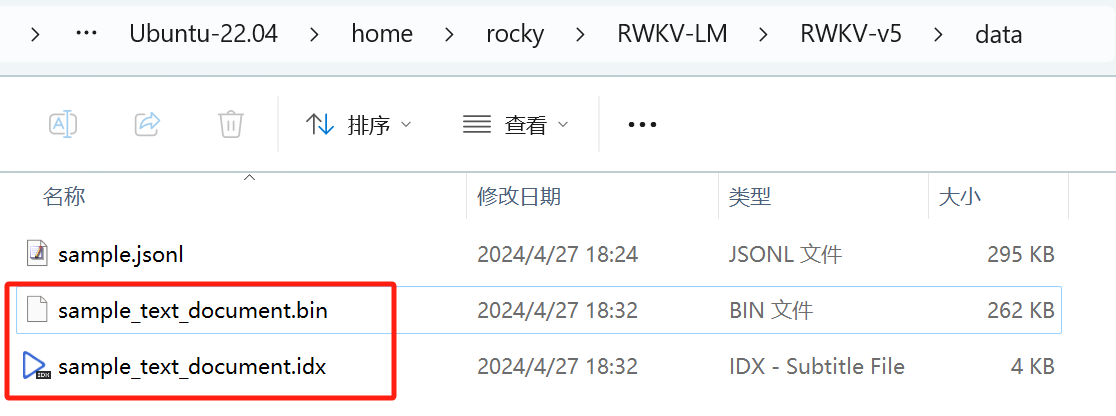 > ··· Ubuntu-22.04 > home > rocky > RWKV-LM > RWKV-v5 > data
排序 查看 ···
名称 修改日期 类型 大小
sample.jsonl 2024/4/27 18:24 JSONL 文件 295 KB
sample_text_document.bin 2024/4/27 18:32 BIN 文件 262 KB
sample_text_document.idx 2024/4/27 18:32 IDX - Subtitle File 4 KB